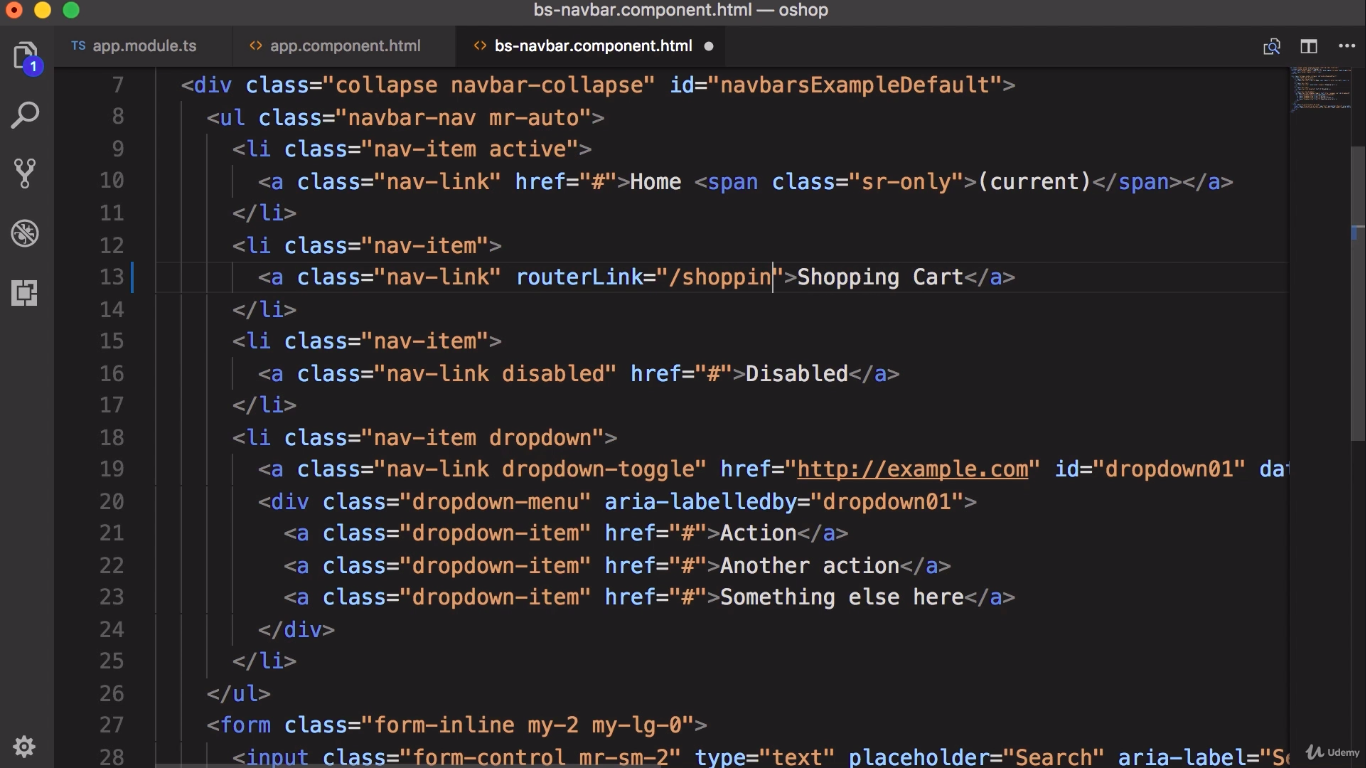 bs-navbar.component.html — oshop
TS app.module.ts <> app.component.html <> bs-navbar.component.html
1
7 <div class="collapse navbar-collapse" id="navbarsExampleDefault">
8 <ul class="navbar-nav mr-auto">
9 <li class="nav-item active">
10 <a class="nav-link" href="#">Home <span class="sr-only">(current)</span></a>
11 </li>
12 <li class="nav-item">
13 <a class="nav-link" routerLink="/shoppin">Shopping Cart</a>
14 </li>
15 <li class="nav-item">
16 <a class="nav-link disabled" href="#">Disabled</a>
17 </li>
18 <li class="nav-item dropdown">
19 <a class="nav-link dropdown-toggle" href="http://example.com" id="dropdown01" dat
20 <div class="dropdown-menu" aria-labelledby="dropdown01">
21 <a class="dropdown-item" href="#">Action</a>
22 <a class="dropdown-item" href="#">Another action</a>
23 <a class="dropdown-item" href="#">Something else here</a>
24 </div>
25 </li>
26 </ul>
27 <form class="form-inline my-2 my-lg-0">
28 <input class="form-control mr-sm-2" type="text" placeholder="Search" aria-label="Se
Udemy